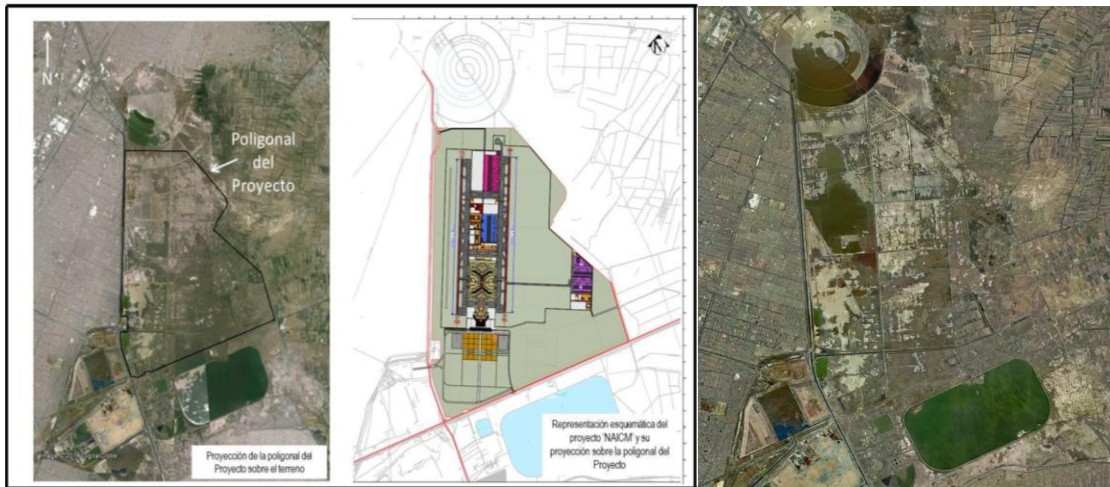 N
Poligonal
del
Proyecto
Proyección de la poligonal del
Proyecto sobre el terreno
N
Representación esquemática del
proyecto 'NAICM' y su
proyección sobre la poligonal del
Proyecto